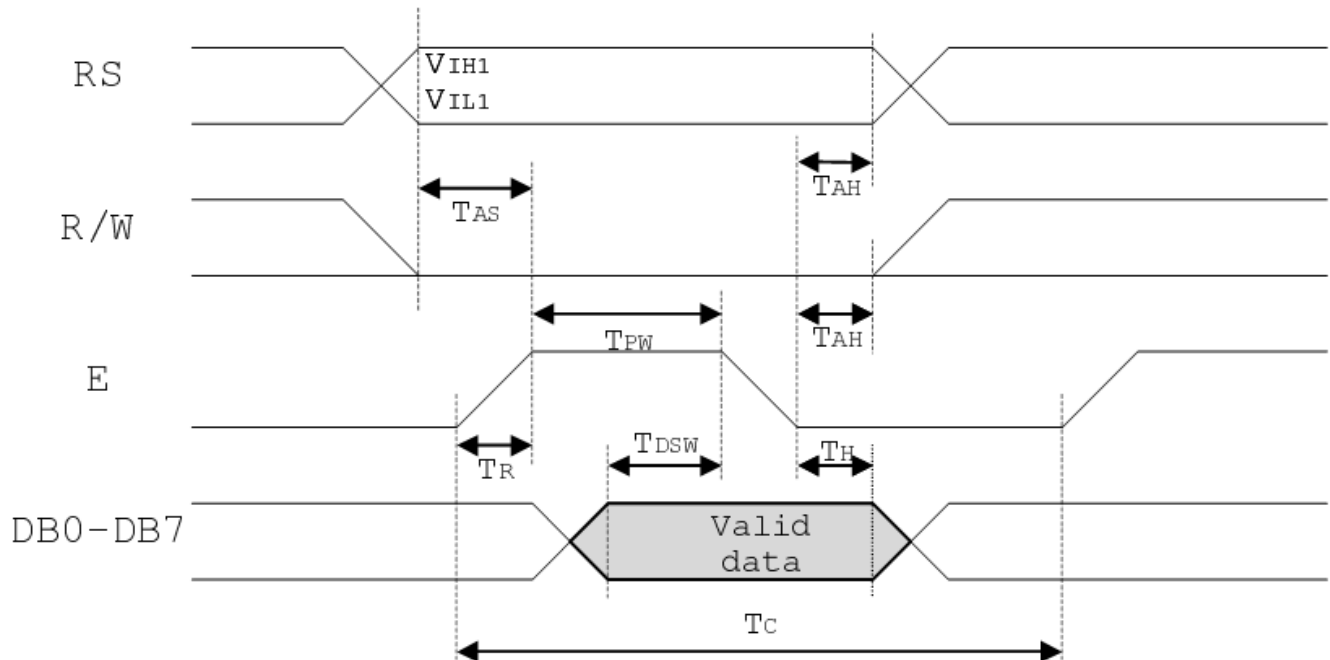 RS
VIH1
VIL1
TAS
TAH
R/W
TPW
TAH
E
TR
TDSW
TH
DB0-DB7
Valid
data
TC